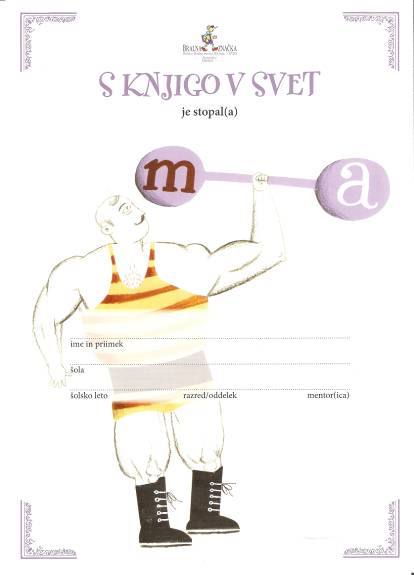 BRALNA ZNAČKA
S KNJIGO V SVET
je stopal(a)
m a
ime in priimek
šola
šolsko leto razred/oddelek mentor(ica)